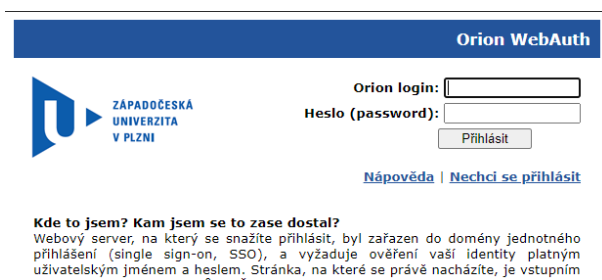 Orion WebAuth
ZÁPADOČESKÁ
UNIVERZITA
V PLZNI
Orion login:
Heslo (password):
Přihlásit
Nápověda | Nechci se přihlásit
Kde to jsem? Kam jsem se to zase dostal?
Webový server, na který se snažíte přihlásit, byl zařazen do domény jednotného
přihlášení (single sign-on, SSO), a vyžaduje ověření vaší identity platným
uživatelským jménem a heslem. Stránka, na které se právě nacházíte, je vstupním